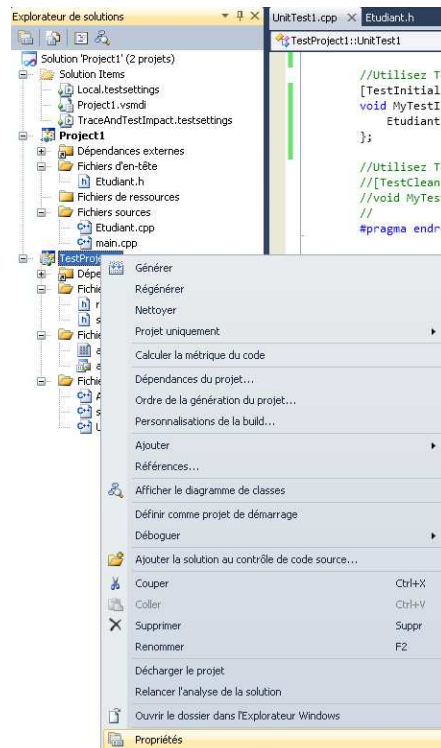 Explorateur de solutions
UnitTest1.cpp
Etudiant.h
TestProject1::UnitTest1
Solution 'Project1' (2 projets)
Solution Items
Local.testsettings
Project1.vsmdi
TraceAndTestImpact.testsettings
Project1
Dépendances externes
Fichiers d'en-tête
Etudiant.h
Fichiers de ressources
Fichiers sources
Etudiant.cpp
main.cpp
//Utilisez T
[TestInitial
void MyTestI
Etudiant
};
//Utilisez T
//[TestClean
//void MyTes
//
#pragma endr
TestProje
Dépe
Fichie
r
s
Fichie
a
a
Fichie
A
s
U
Générer
Régénérer
Nettoyer
Projet uniquement
Calculer la métrique du code
Dépendances du projet...
Ordre de la génération du projet...
Personnalisations de la build...
Ajouter
Références...
Afficher le diagramme de classes
Définir comme projet de démarrage
Déboguer
Ajouter la solution au contrôle de code source...
Couper Ctrl+X
Coller Ctrl+V
Supprimer Suppr
Renommer F2
Décharger le projet
Relancer l'analyse de la solution
Ouvrir le dossier dans l'Explorateur Windows
Propriétés